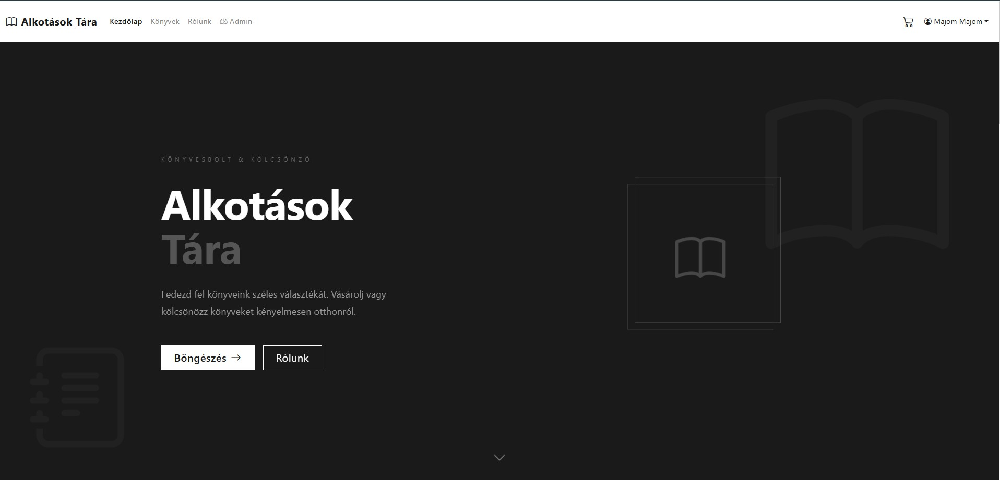 Alkotások Tára
Kezdőlap
Könyvek
Rólunk
Admin
Majom Majom
KÖNYVESBOLT & KÖLCSÖNZŐ
Alkotások
Tára
Fedezd fel könyveink széles választékát. Vásárolj vagy
kölcsönözz könyveket kényelmesen otthonról.
Böngészés →
Rólunk